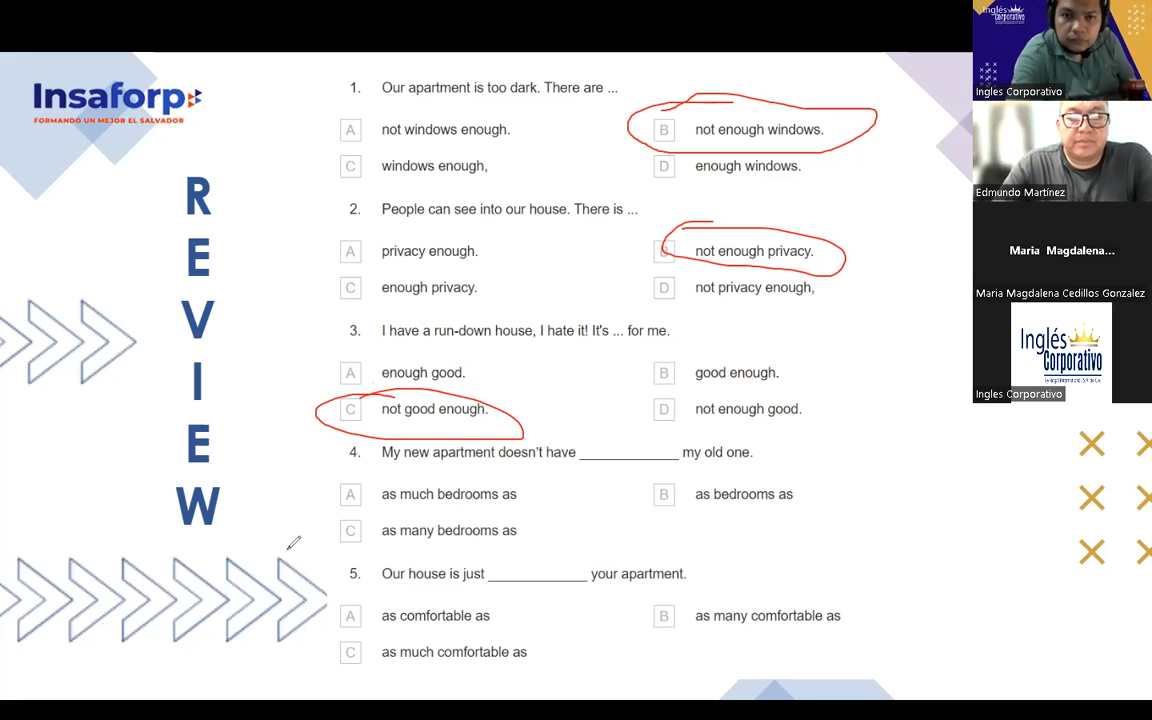 Insaforp
FORMANDO UN MEJOR EL SALVADOR
R
E
V
I
E
W
1. Our apartment is too dark. There are ...
A not windows enough. B not enough windows.
C windows enough, D enough windows.
2. People can see into our house. There is ...
A privacy enough. B not enough privacy.
C enough privacy. D not privacy enough,
3. I have a run-down house, I hate it! It's ... for me.
A enough good. B good enough.
C not good enough. D not enough good.
4. My new apartment doesn't have _____________ my old one.
A as much bedrooms as B as bedrooms as
C as many bedrooms as
5. Our house is just _____________ your apartment.
A as comfortable as B as many comfortable as
C as much comfortable as
Inglés
Corporativo
Ingles Corporativo
Edmundo Martínez
Maria Magdalena...
Maria Magdalena Cedillos Gonzalez
Inglés
Corporativo
Ingles Corporativo